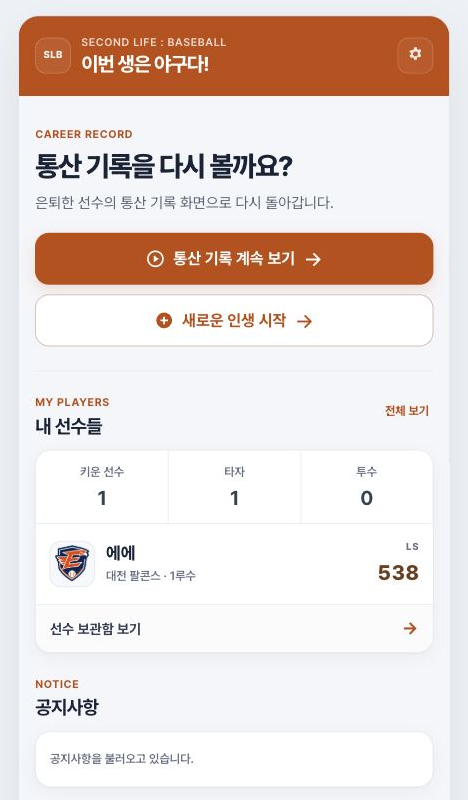 SLB
SECOND LIFE : BASEBALL
이번 생은 야구다!
CAREER RECORD
통산 기록을 다시 볼까요?
은퇴한 선수의 통산 기록 화면으로 다시 돌아갑니다.
통산 기록 계속 보기
새로운 인생 시작
MY PLAYERS
내 선수들
전체 보기
키운 선수
타자
투수
1
1
0
에에
대전 팔콘스 · 1루수
LS
538
선수 보관함 보기
NOTICE
공지사항
공지사항을 불러오고 있습니다.